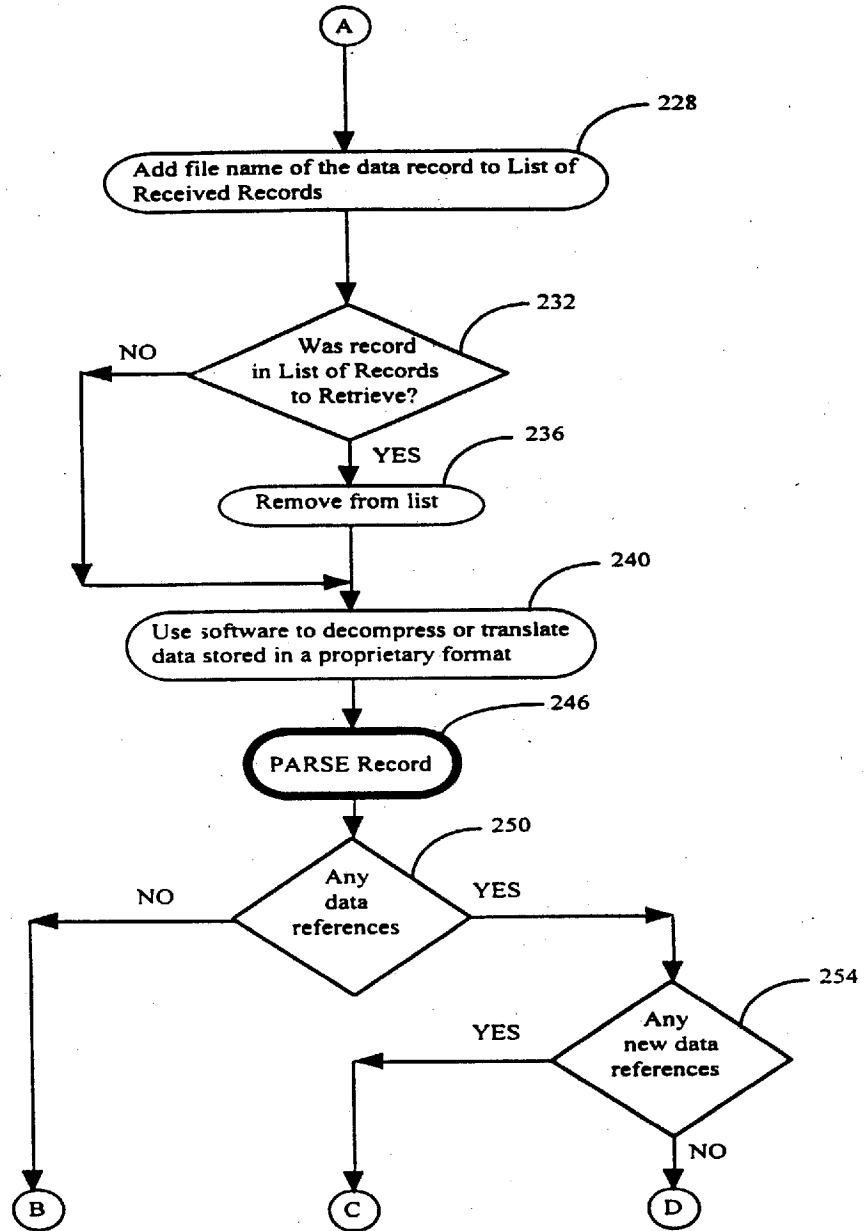 A
228
Add file name of the data record to List of
Received Records
232
NO
Was record
in List of Records
to Retrieve?
YES
236
Remove from list
240
Use software to decompress or translate
data stored in a proprietary format
246
PARSE Record
250
NO
Any
data
references
YES
254
YES
Any
new data
references
NO
B
C
D